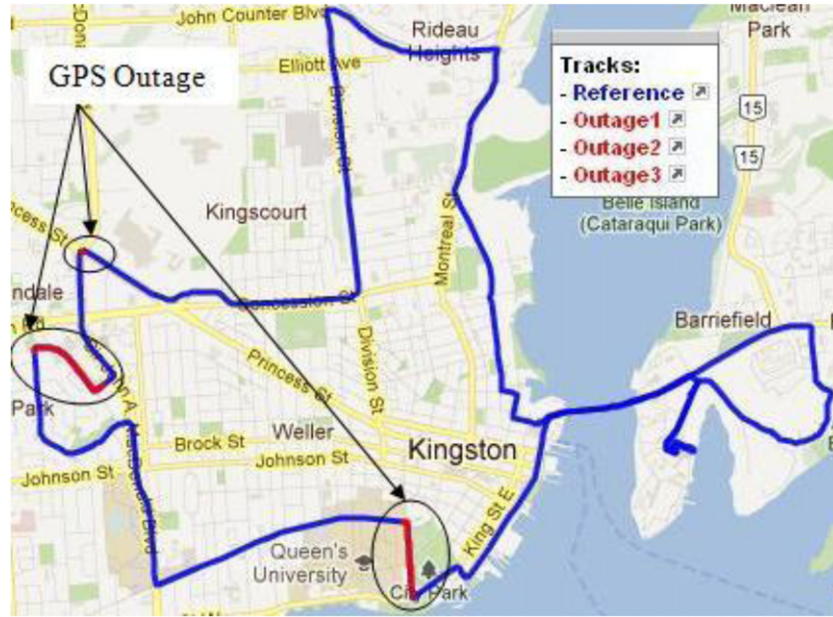 John Counter Blvd
Rideau
Heights
Maclean
Park
Elliott Ave
GPS Outage
Tracks:
- Reference
- Outage1
- Outage2
- Outage3
15
15
Division St
Kingscourt
Belle Island
(Cataraqui Park)
Montreal St
Concession St
Barriefield
Division St
Princess St
Park
Brock St
Weller
Johnson St
Johnson St
Kingston
MacDonald Blvd
King St E
Queen's
University
Park